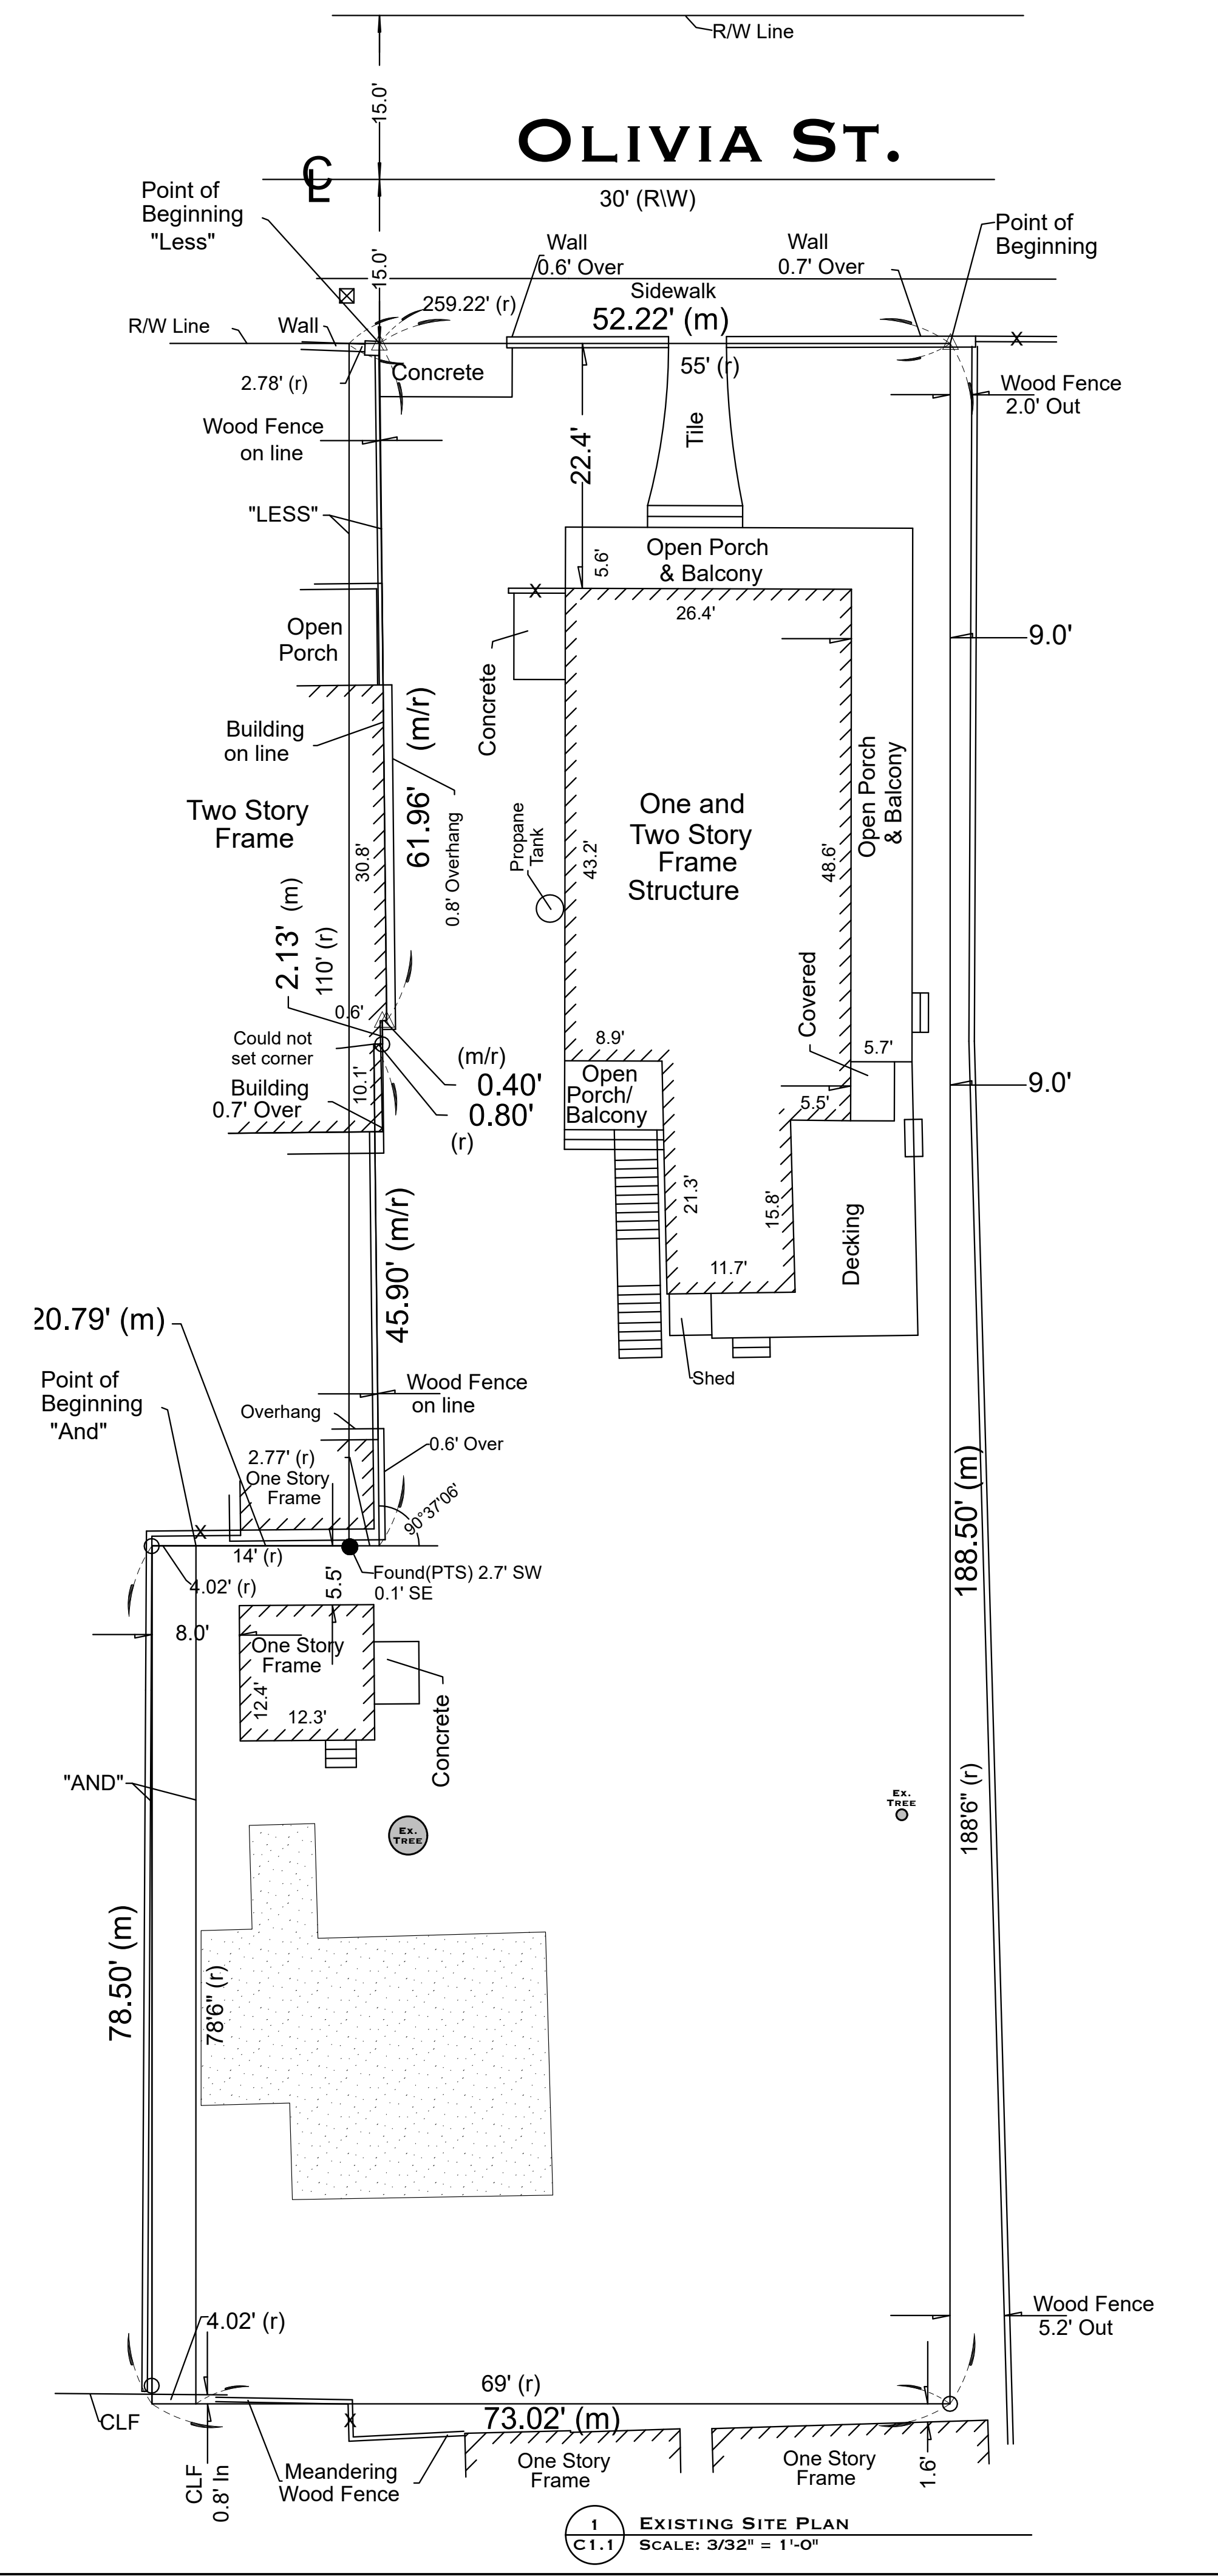 R/W Line
15.0'
OLIVIA ST.
CL
30' (R\W)
Point of
Beginning
"Less"
Point of
Beginning
Wall
0.6' Over
Wall
0.7' Over
15.0'
Sidewalk
259.22' (r)
52.22' (m)
R/W Line
Wall
X
55' (r)
2.78' (r)
Concrete
Wood Fence
2.0' Out
Wood Fence
on line
Tile
22.4'
"LESS"
Open Porch
& Balcony
5.6'
X
26.4'
Open
Porch
9.0'
Concrete
(m/r)
61.96'
Building
on line
0.8' Overhang
Two Story
Frame
30.8'
Propane
Tank
43.2'
One and
Two Story
Frame
Structure
48.6'
Open Porch
& Balcony
2.13' (m)
110' (r)
0.6'
Covered
Could not
set corner
8.9'
5.7'
(m/r)
0.40'
0.80'
(r)
10.1'
Building
0.7' Over
Open
Porch/
Balcony
5.5'
9.0'
21.3'
15.8'
Decking
11.7'
45.90' (m/r)
20.79' (m)
Shed
Point of
Beginning
"And"
Wood Fence
on line
Overhang
0.6' Over
2.77' (r)
One Story
Frame
90°37'06'
X
14' (r)
Found(PTS) 2.7' SW
0.1' SE
4.02' (r)
5.5'
8.0'
One Story
Frame
12.4'
12.3'
Concrete
188.50' (m)
188'6" (r)
"AND"
EX.
TREE
EX.
TREE
78.50' (m)
78'6" (r)
4.02' (r)
Wood Fence
5.2' Out
69' (r)
73.02' (m)
CLF
X
CLF
0.8' In
Meandering
Wood Fence
One Story
Frame
One Story
Frame
1.6'
1
C1.1
EXISTING SITE PLAN
SCALE: 3/32" = 1'-0"